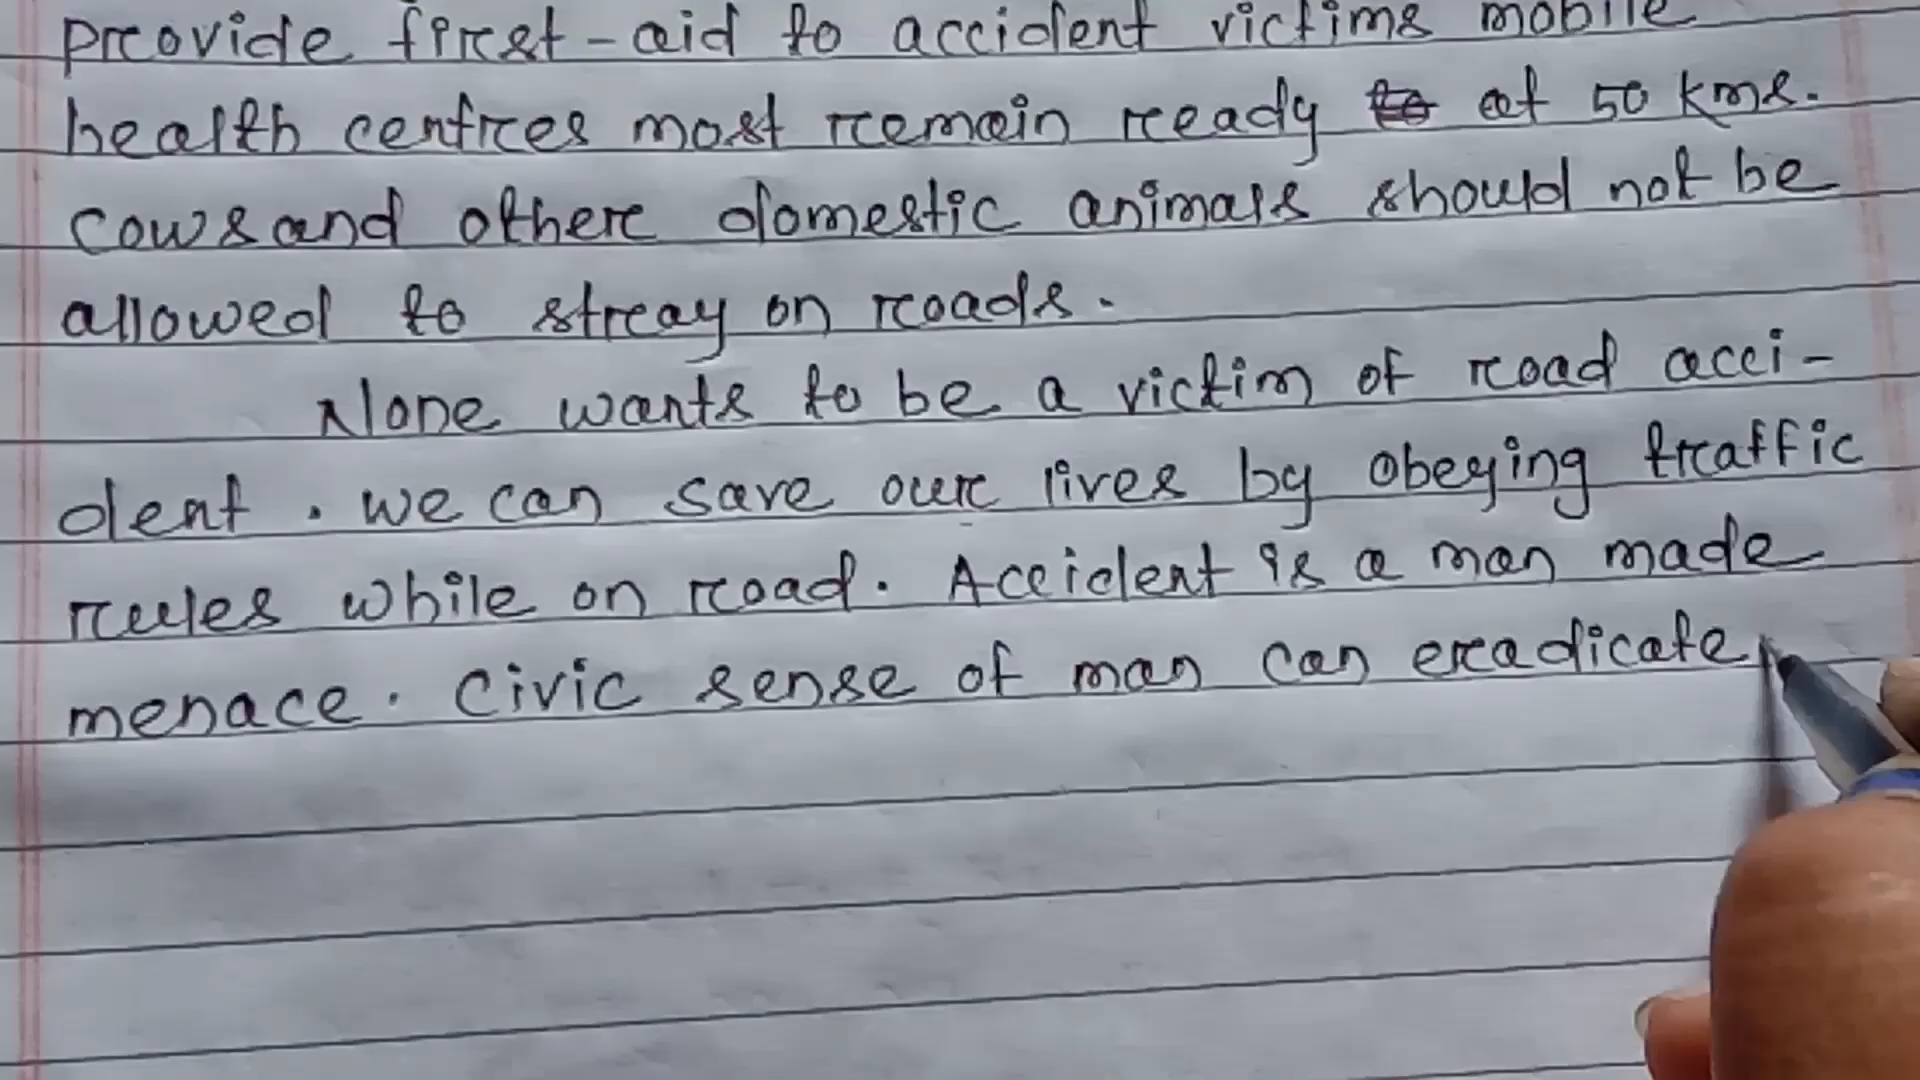 provide first-aid to accident victims mobile
health centres most remain ready to at 50 kms.
cows and other domestic animals should not be
allowed to stray on roads.
None wants to be a victim of road acci-
dent. we can save our lives by obeying traffic
rules while on road. Accident is a man made
menace. Civic sense of man can eradicate